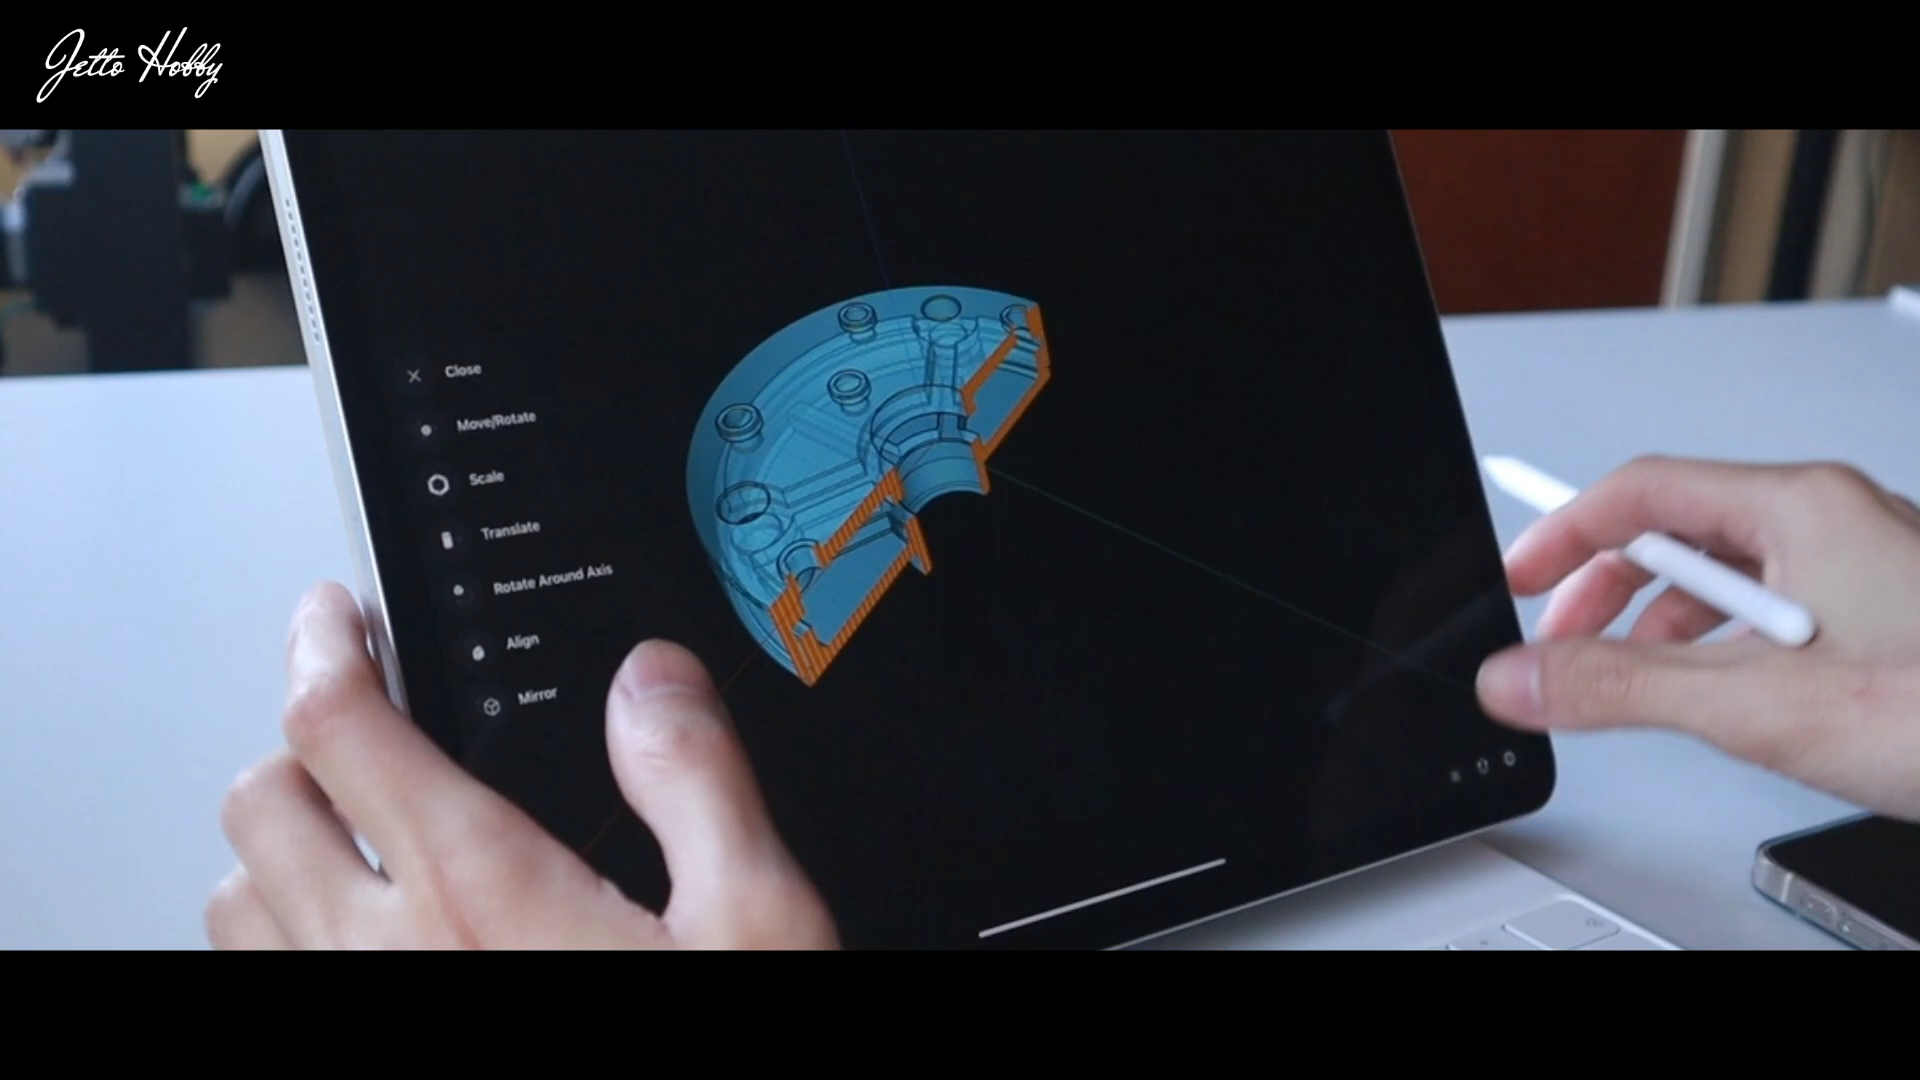 Jetto Hobby
Close
Move/Rotate
Scale
Translate
Rotate Around Axis
Align
Mirror